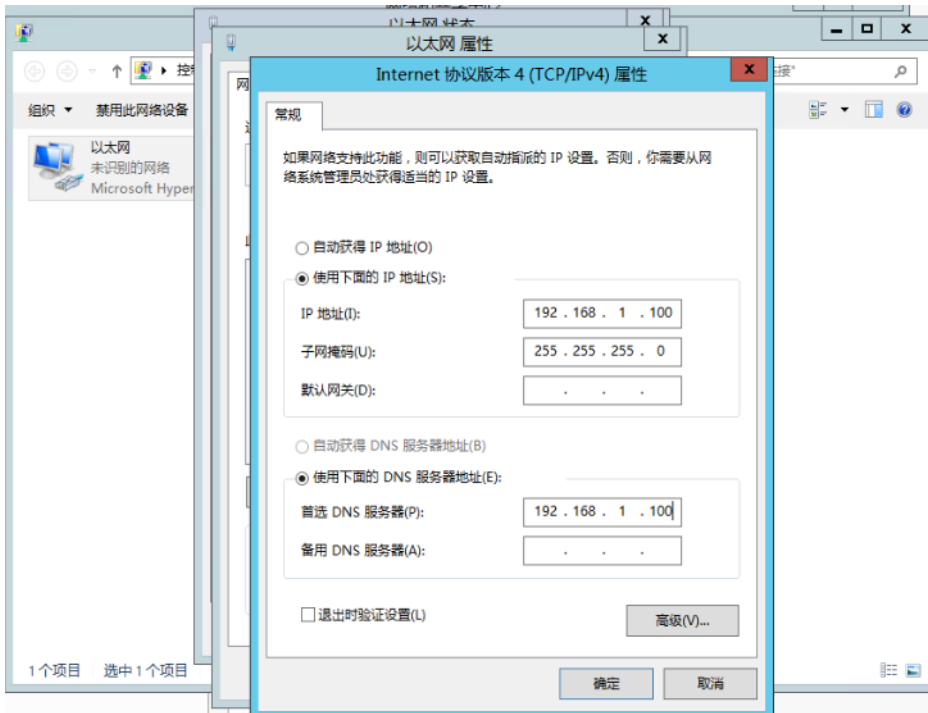 以太网 状态
以太网 属性
Internet 协议版本 4 (TCP/IPv4) 属性
组织
禁用此网络设备
以太网
未识别的网络
Microsoft Hyper
常规
如果网络支持此功能，则可以获取自动指派的 IP 设置。否则，你需要从网
络系统管理员处获得适当的 IP 设置。
自动获得 IP 地址(O)
使用下面的 IP 地址(S):
IP 地址(I): 192 . 168 . 1 . 100
子网掩码(U): 255 . 255 . 255 . 0
默认网关(D): . . .
自动获得 DNS 服务器地址(B)
使用下面的 DNS 服务器地址(E):
首选 DNS 服务器(P): 192 . 168 . 1 . 100
备用 DNS 服务器(A): . . .
退出时验证设置(L)
高级(V)...
1 个项目 选中 1 个项目
确定 取消